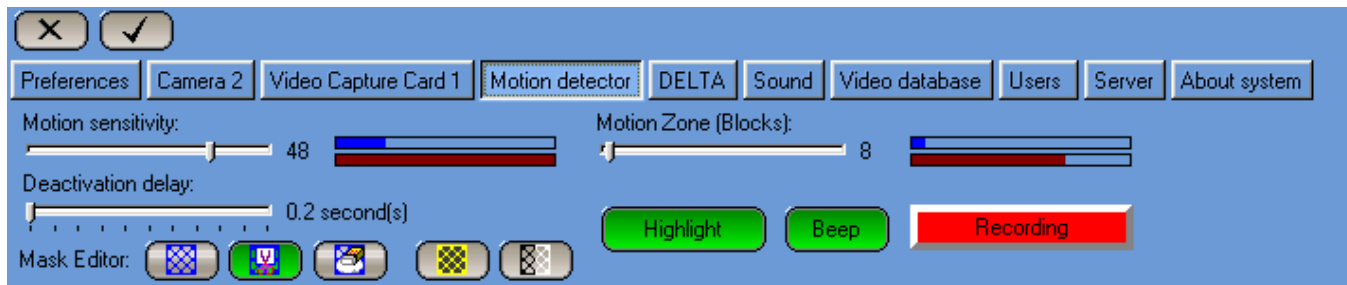 Preferences Camera 2 Video Capture Card 1 Motion detector DELTA Sound Video database Users Server About system
Motion sensitivity: Motion Zone (Blocks):
48 8
Deactivation delay:
0.2 second(s)
Highlight Beep Recording
Mask Editor: